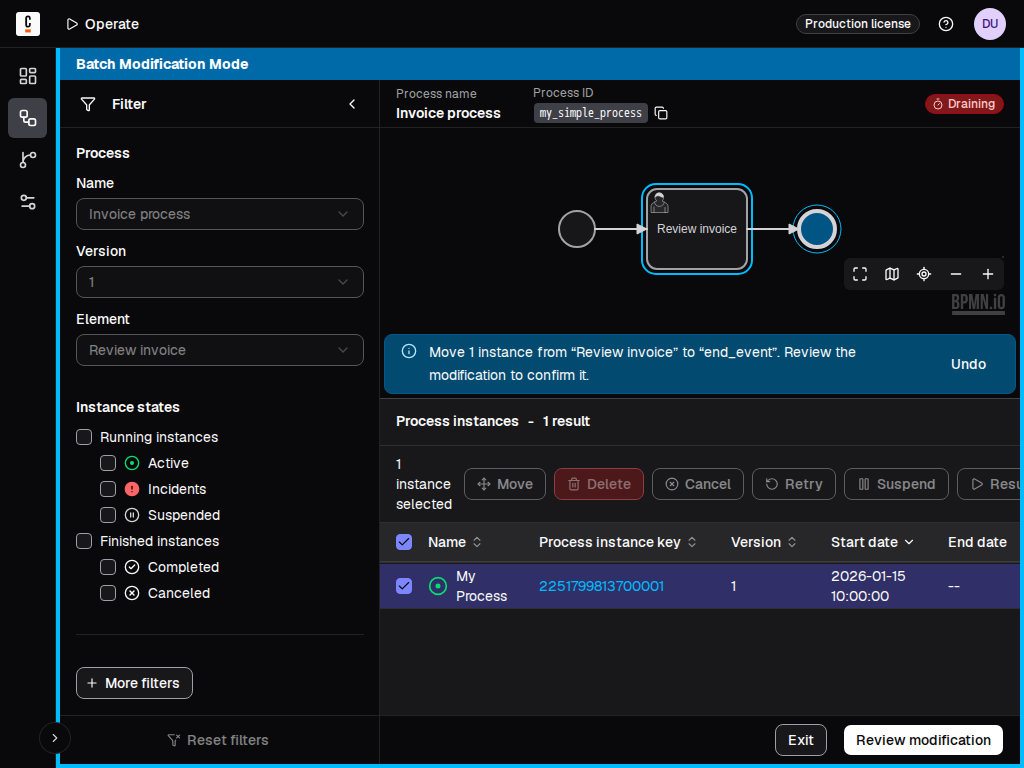 C
Operate
Production license
DU
Batch Modification Mode
Filter
Process
Name
Invoice process
Version
1
Element
Review invoice
Instance states
Running instances
Active
Incidents
Suspended
Finished instances
Completed
Canceled
More filters
Reset filters
Process name
Invoice process
Process ID
my_simple_process
Draining
Review invoice
BPMN.iO
Move 1 instance from “Review invoice” to “end_event”. Review the
modification to confirm it.
Undo
Process instances - 1 result
1
instance
selected
Move
Delete
Cancel
Retry
Suspend
Resu
Name
Process instance key
Version
Start date
End date
My
Process
2251799813700001
1
2026-01-15
10:00:00
--
Exit
Review modification